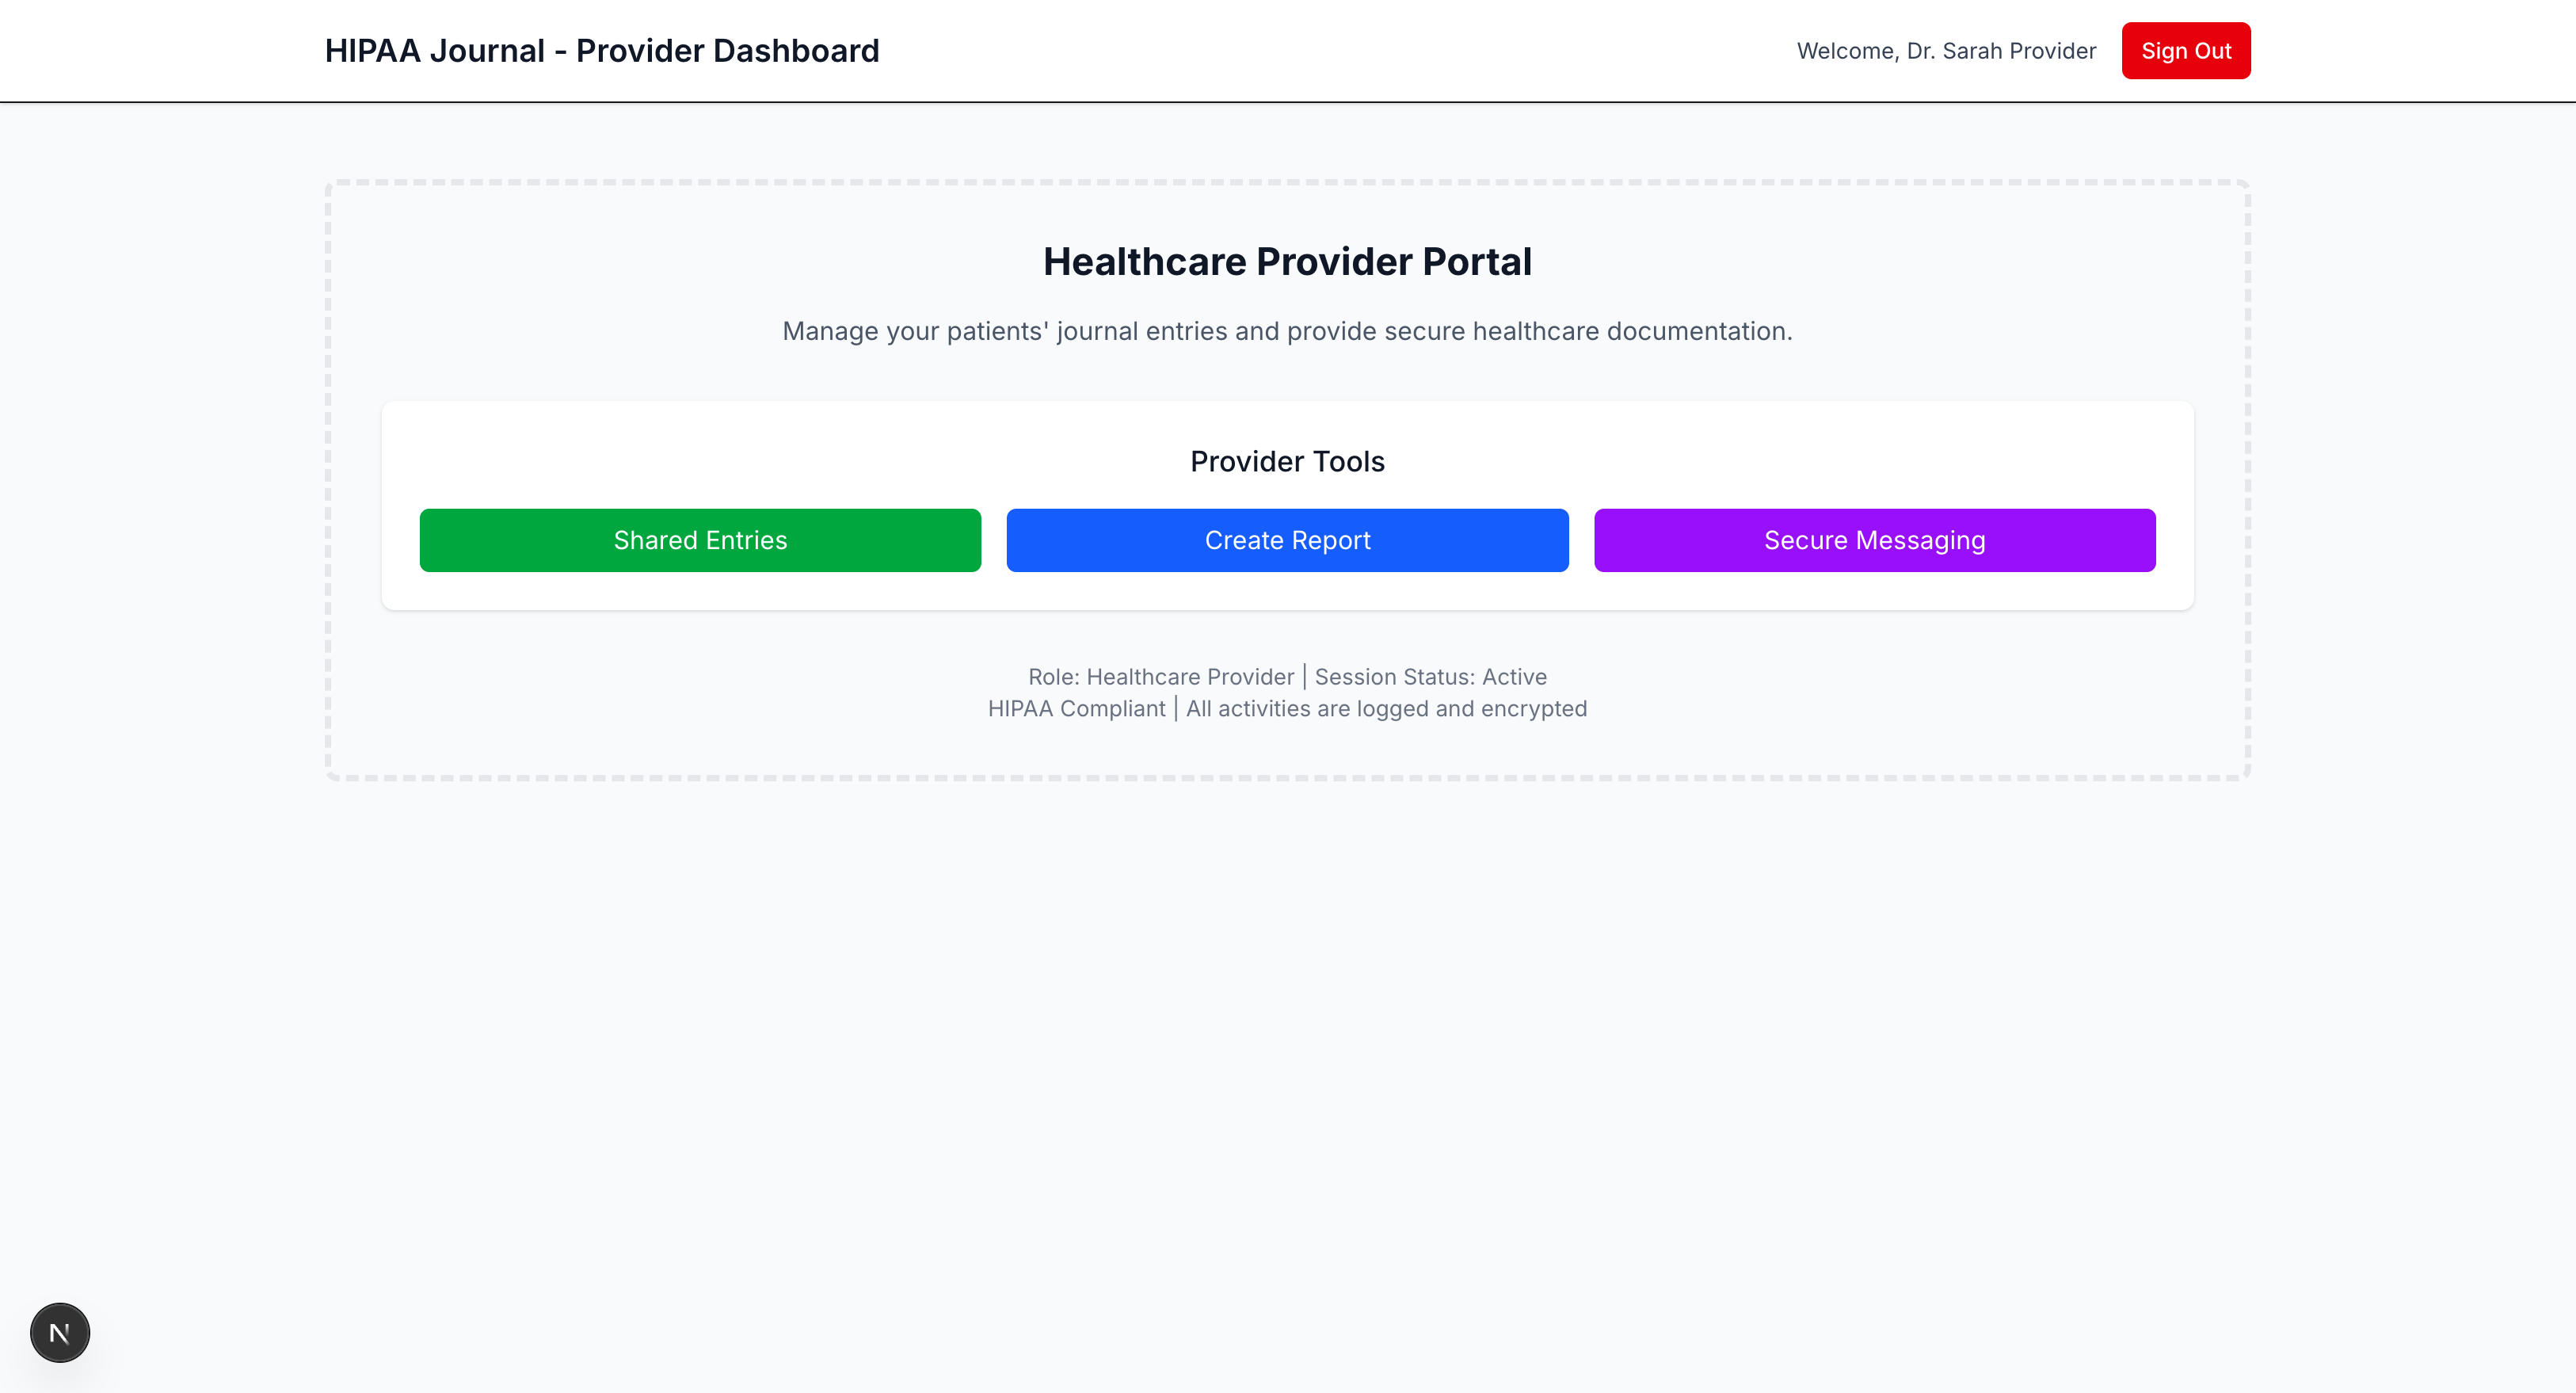 HIPAA Journal - Provider Dashboard
Welcome, Dr. Sarah Provider
Sign Out
Healthcare Provider Portal
Manage your patients' journal entries and provide secure healthcare documentation.
Provider Tools
Shared Entries
Create Report
Secure Messaging
Role: Healthcare Provider | Session Status: Active
HIPAA Compliant | All activities are logged and encrypted
N